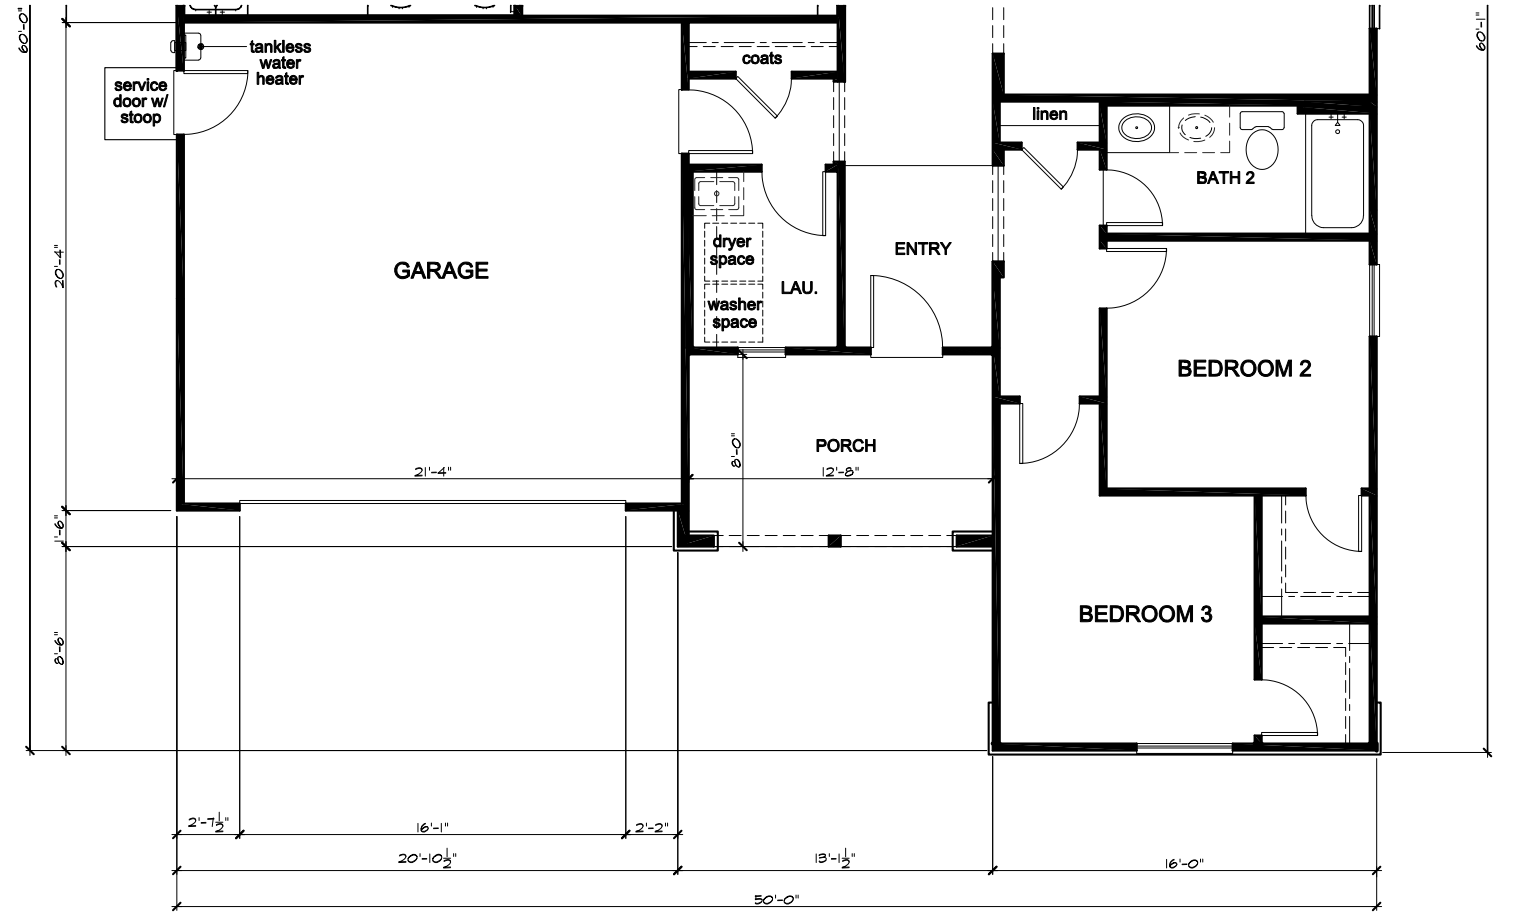 60'-0"
60'-1"
tankless
water
heater
coats
service
door w/
stoop
linen
BATH 2
20'-4"
GARAGE
dryer
space
ENTRY
LAU.
washer
space
BEDROOM 2
PORCH
8'-0"
21'-4"
12'-8"
1'-6"
BEDROOM 3
8'-6"
2'-7½"
16'-1"
2'-2"
20'-10½"
13'-1½"
16'-0"
50'-0"